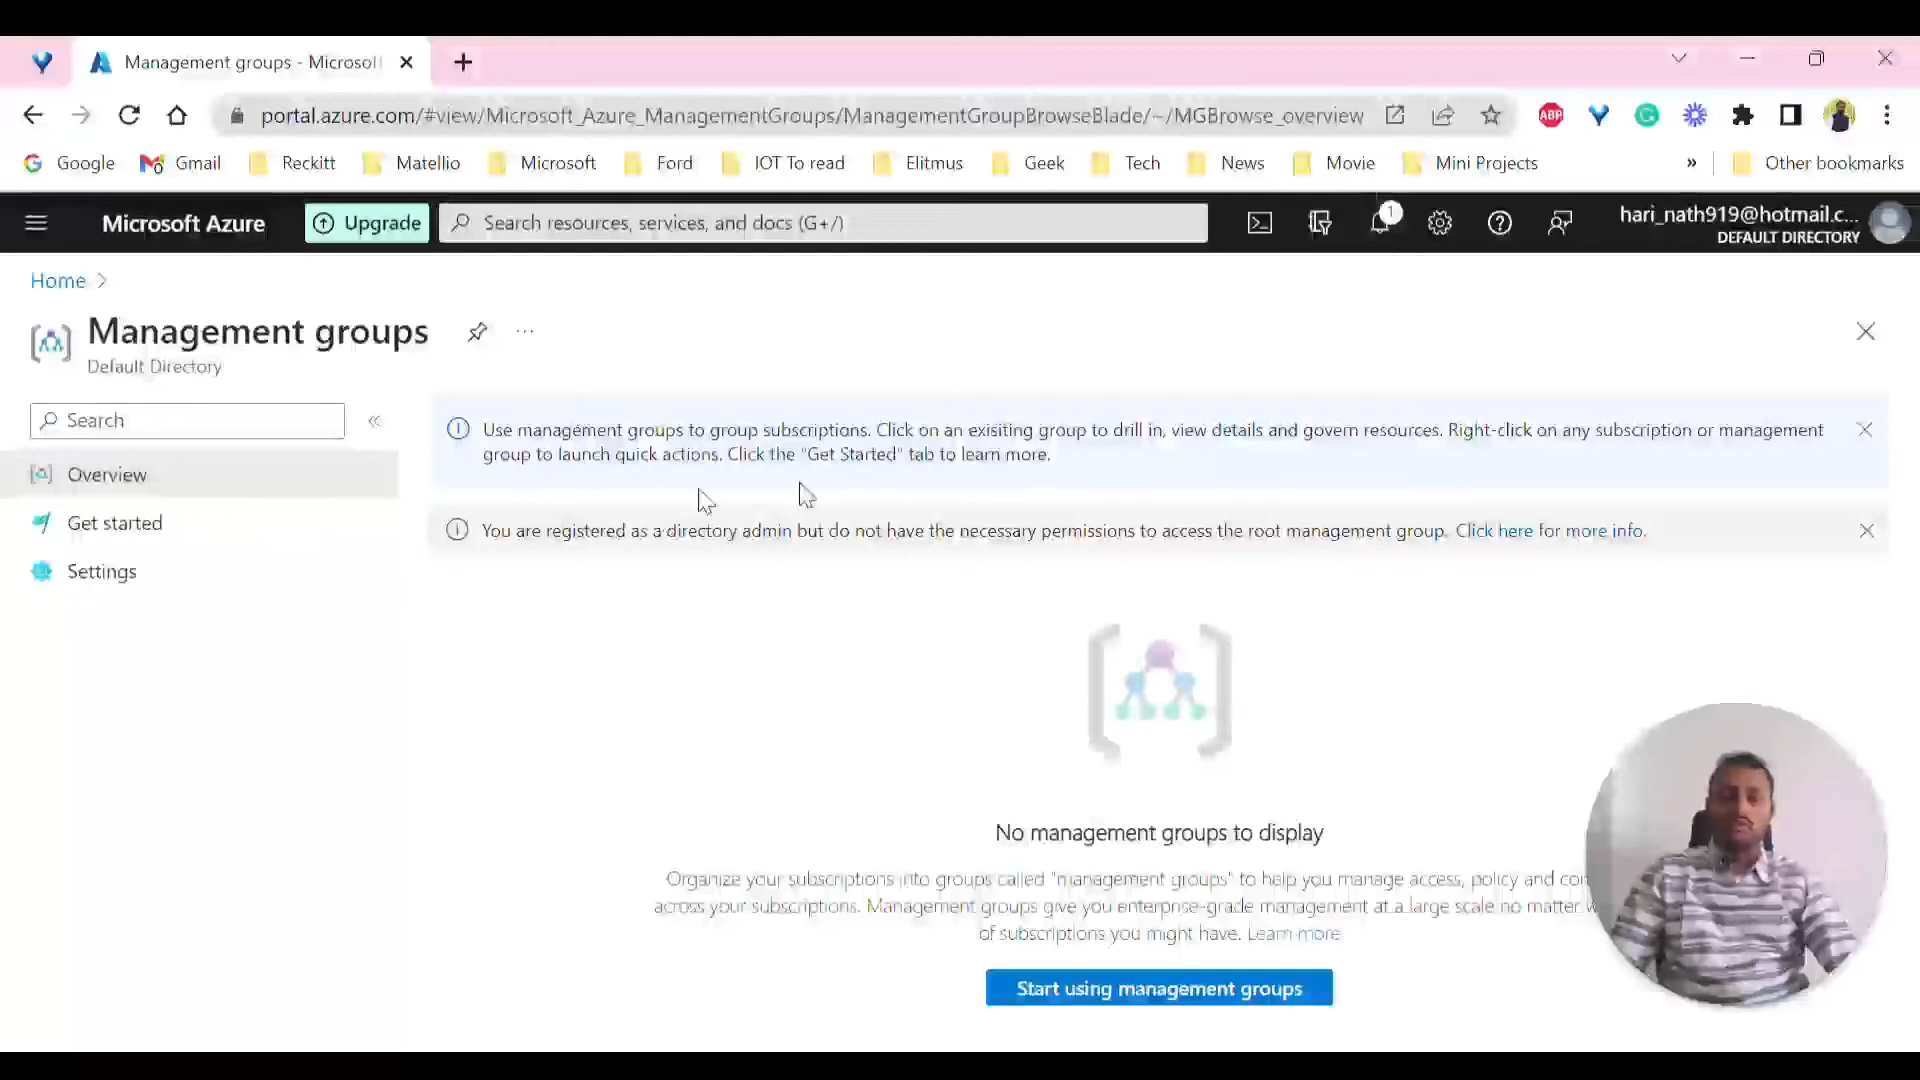 Management groups - Microsof
portal.azure.com/#view/Microsoft_Azure_ManagementGroups/ManagementGroupBrowseBlade/~/MGBrowse_overview
ABP
Google
Gmail
Reckitt
Matellio
Microsoft
Ford
IOT To read
Elitmus
Geek
Tech
News
Movie
Mini Projects
»
Other bookmarks
Microsoft Azure
Upgrade
Search resources, services, and docs (G+/)
1
hari_nath919@hotmail.c...
DEFAULT DIRECTORY
Home >
Management groups
...
Default Directory
Search
«
Overview
Get started
Settings
Use management groups to group subscriptions. Click on an exisiting group to drill in, view details and govern resources. Right-click on any subscription or management
group to launch quick actions. Click the "Get Started" tab to learn more.
You are registered as a directory admin but do not have the necessary permissions to access the root management group. Click here for more info.
No management groups to display
Organize your subscriptions into groups called "management groups" to help you manage access, policy and con
across your subscriptions. Management groups give you enterprise-grade management at a large scale no matter w
of subscriptions you might have. Learn more
Start using management groups